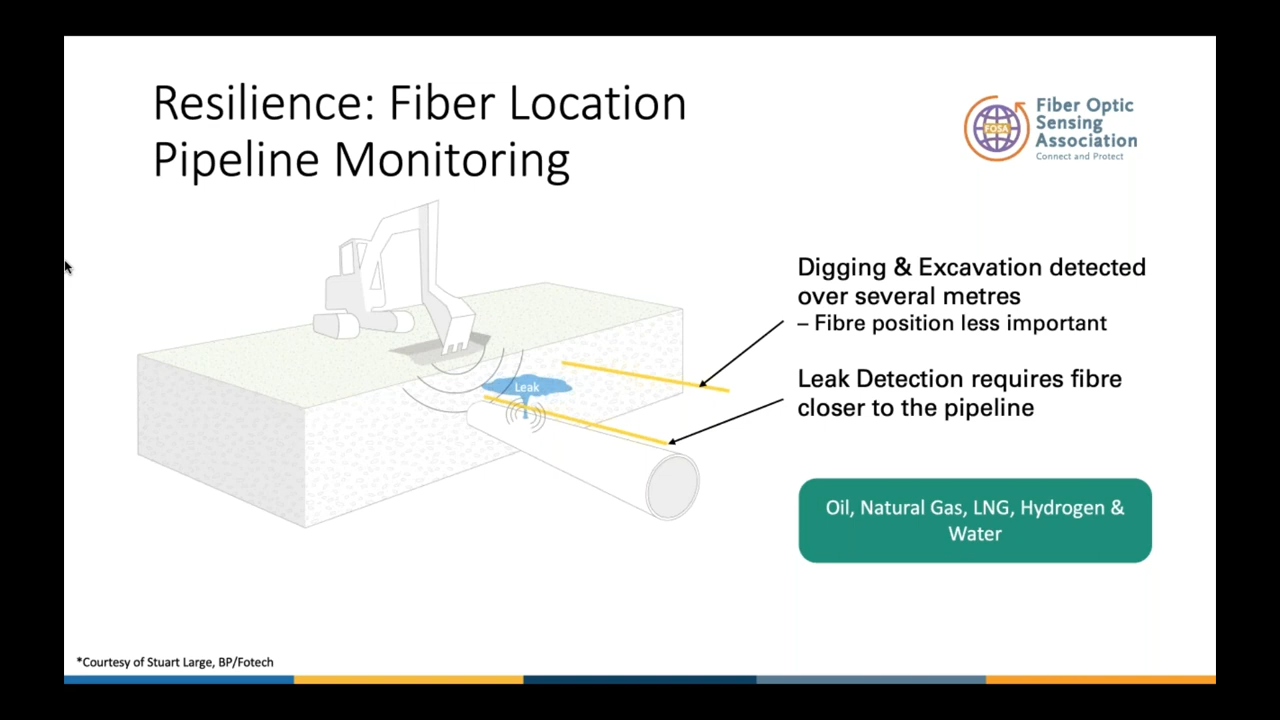 Resilience: Fiber Location
Pipeline Monitoring
FOSA
Fiber Optic
Sensing
Association
Connect and Protect
Digging & Excavation detected
over several metres
– Fibre position less important
Leak
Leak Detection requires fibre
closer to the pipeline
Oil, Natural Gas, LNG, Hydrogen &
Water
*Courtesy of Stuart Large, BP/Fotech